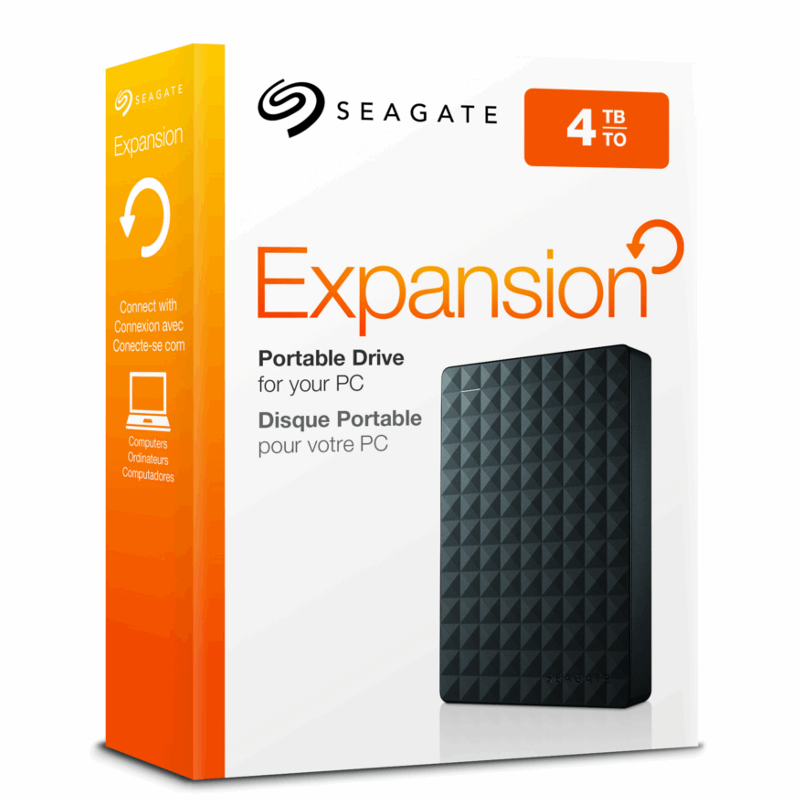 SEAGATE
Expansion
Connect with
Connexion avec
Conecte-se com
Computers
Ordinateurs
Computadores
SEAGATE
4 TB
TO
Expansion
Portable Drive
for your PC
Disque Portable
pour votre PC
SEAGATE